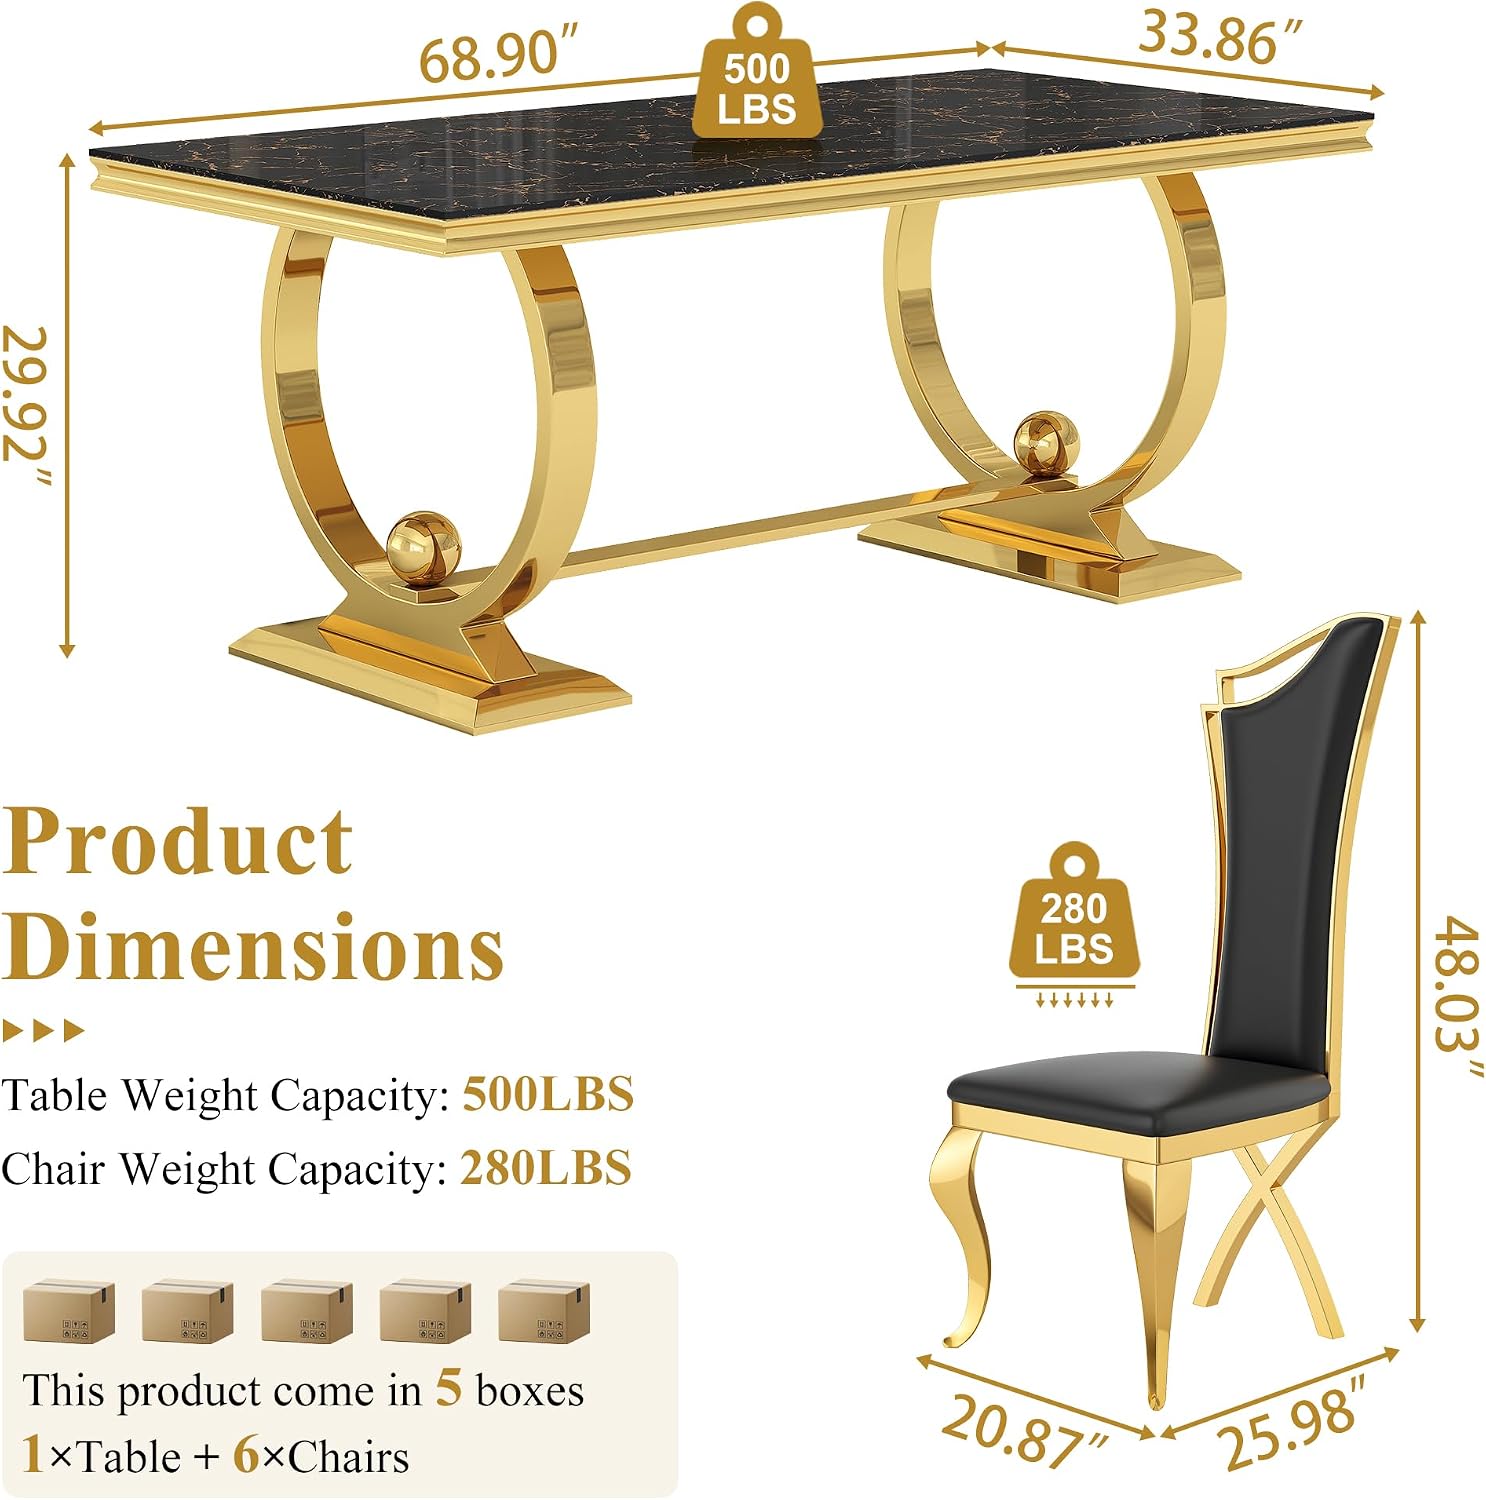 68.90"
500
LBS
33.86"
29.92"
Product
Dimensions
Table Weight Capacity: 500LBS
Chair Weight Capacity: 280LBS
280
LBS
48.03"
20.87"
25.98"
This product come in 5 boxes
1×Table + 6×Chairs